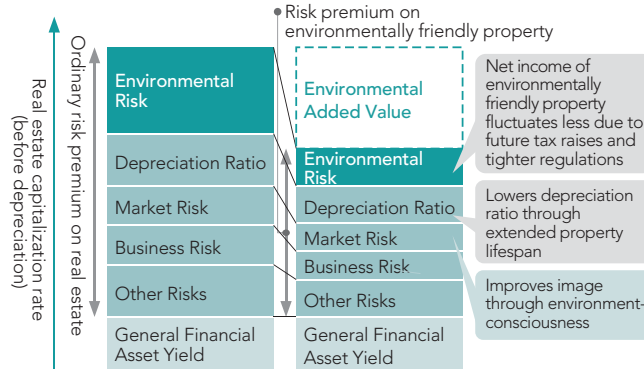 Risk premium on
environmentally friendly property
Real estate capitalization rate
(before depreciation)
Ordinary risk premium on real estate
Environmental
Risk
Depreciation Ratio
Market Risk
Business Risk
Other Risks
General Financial
Asset Yield
Environmental
Added Value
Environmental
Risk
Depreciation Ratio
Market Risk
Business Risk
Other Risks
General Financial
Asset Yield
Net income of
environmentally
friendly property
fluctuates less due to
future tax raises and
tighter regulations
Lowers depreciation
ratio through
extended property
lifespan
Improves image
through environment-
consciousness